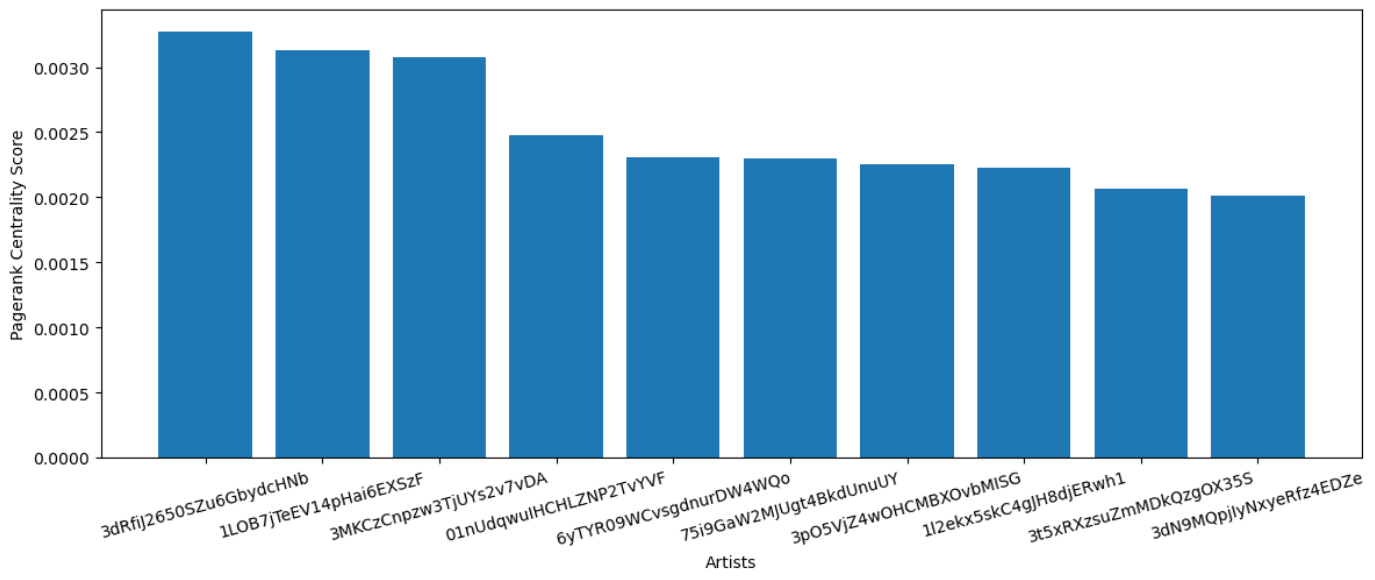 Pagerank Centrality Score
0.0030
0.0025
0.0020
0.0015
0.0010
0.0005
0.0000
3dRfiJ2650SZu6GbydcHNb
1LOB7jTeEV14pHai6EXSzF
3MKCzCnpzw3TjUYs2v7vDA
01nUdqwuIHCHLZNP2TvYVF
6yTYR09WCvsgdnurDW4WQo
75i9GaW2MJUgt4BkdUnuUY
3pO5VjZ4wOHCMBXOvbMISG
1l2ekx5skC4gJH8djERwh1
3t5xRXzsuZmMDkQzgOX35S
3dN9MQpjIyNxyeRfz4EDZe
Artists